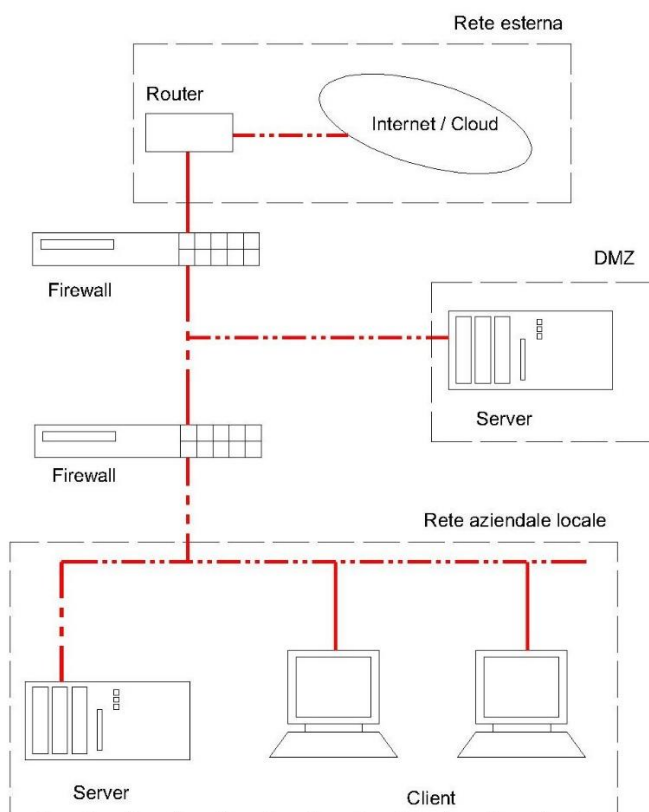 Rete esterna
Router
Internet / Cloud
Firewall
DMZ
Server
Firewall
Rete aziendale locale
Server
Client